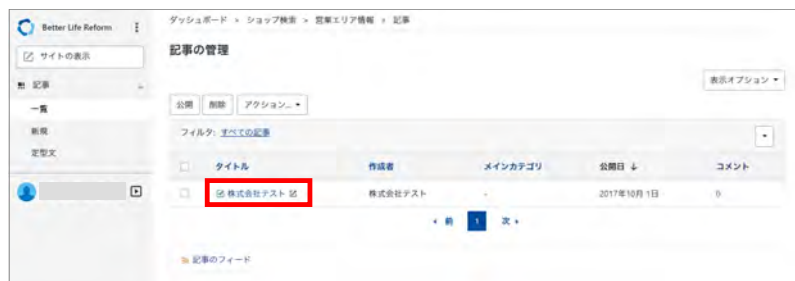 Better Life Reform
ダッシュボード > ショップ検索 > 営業エリア情報 > 記事
サイトの表示
記事の管理
記事
表示オプション
一覧
公開 削除 アクション...
新規
フィルタ: すべての記事
定型文
タイトル 作成者 メインカテゴリ 公開日 ↓ コメント
株式会社テスト 株式会社テスト - 2017年10月 1日 0
前 1 次
記事のフィード